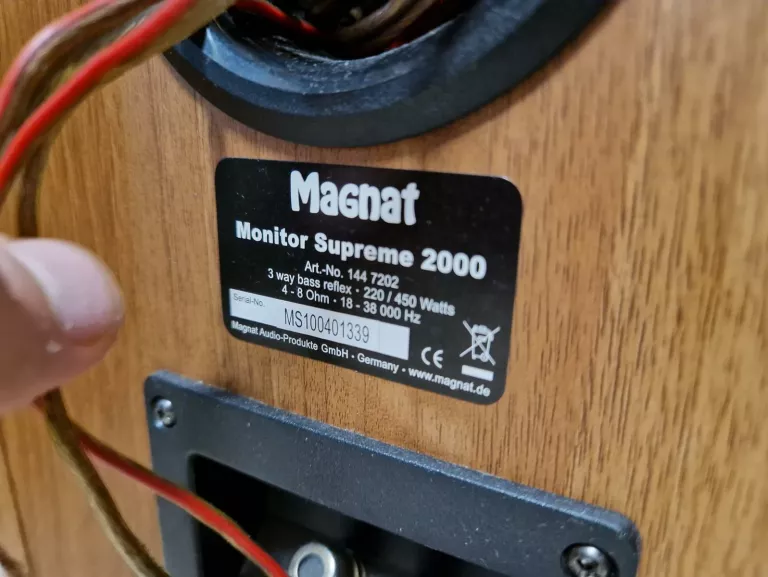 Magnat
Monitor Supreme 2000
Art.-No. 144 7202
3 way bass reflex · 220 / 450 Watts
4 - 8 Ohm · 18 - 38 000 Hz
Serial-No.
MS100401339
CE
Magnat Audio-Produkte GmbH · Germany · www.magnat.de